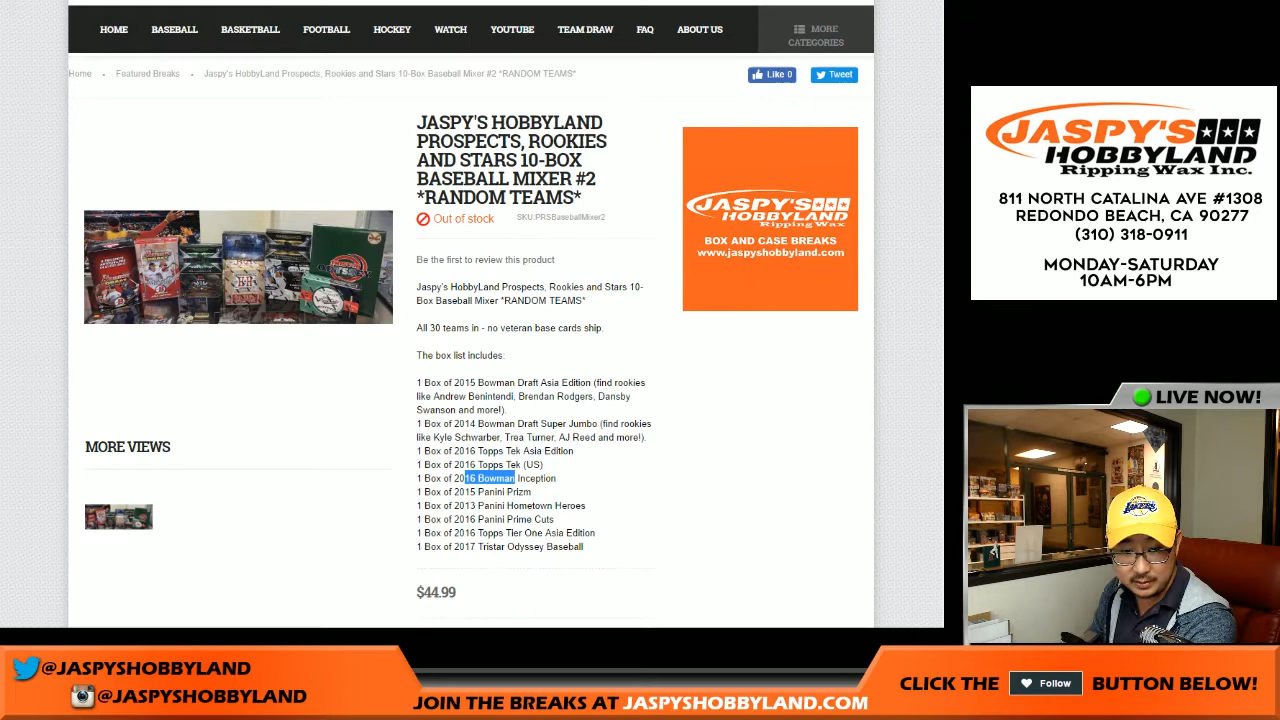 HOME BASEBALL BASKETBALL FOOTBALL HOCKEY WATCH YOUTUBE TEAM DRAW FAQ ABOUT US MORE
CATEGORIES
Home • Featured Breaks • Jaspy's HobbyLand Prospects, Rookies and Stars 10-Box Baseball Mixer #2 *RANDOM TEAMS*
Like 0 Tweet
JASPY'S HOBBYLAND
PROSPECTS, ROOKIES
AND STARS 10-BOX
BASEBALL MIXER #2
*RANDOM TEAMS*
Out of stock SKU:PRSBaseballMixer2
Be the first to review this product
Jaspy's HobbyLand Prospects, Rookies and Stars 10-
Box Baseball Mixer *RANDOM TEAMS*
All 30 teams in - no veteran base cards ship.
The box list includes:
1 Box of 2015 Bowman Draft Asia Edition (find rookies
like Andrew Benintendi, Brendan Rodgers, Dansby
Swanson and more!).
1 Box of 2014 Bowman Draft Super Jumbo (find rookies
like Kyle Schwarber, Trea Turner, AJ Reed and more!).
1 Box of 2016 Topps Tek Asia Edition
1 Box of 2016 Topps Tek (US)
1 Box of 2016 Bowman Inception
1 Box of 2015 Panini Prizm
1 Box of 2013 Panini Hometown Heroes
1 Box of 2016 Panini Prime Cuts
1 Box of 2016 Topps Tier One Asia Edition
1 Box of 2017 Tristar Odyssey Baseball
$44.99
MORE VIEWS
JASPY'S
HOBBYLAND
Ripping Wax
BOX AND CASE BREAKS
www.jaspyshobbyland.com
JASPY'S
HOBBYLAND
Ripping Wax Inc.
811 NORTH CATALINA AVE #1308
REDONDO BEACH, CA 90277
(310) 318-0911
MONDAY-SATURDAY
10AM-6PM
LIVE NOW!
LAKERS
@JASPYSHOBBYLAND
@JASPYSHOBBYLAND
JOIN THE BREAKS AT JASPYSHOBBYLAND.COM
CLICK THE Follow BUTTON BELOW!